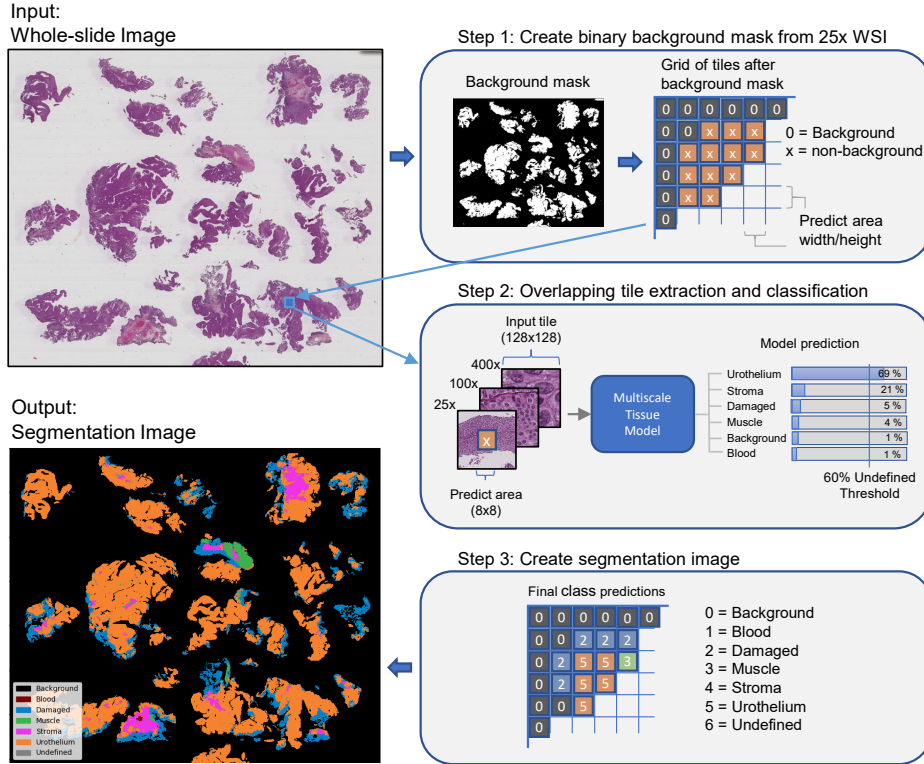 Input:
Whole-slide Image
Step 1: Create binary background mask from 25x WSI
Background mask
Grid of tiles after
background mask
0 0 0 0 0 0
0 0 x x x
0 x x x x
0 x x x
0 x x
0
0 = Background
x = non-background
Predict area
width/height
Step 2: Overlapping tile extraction and classification
Input tile
(128x128)
400x
100x
25x
x
Predict area
(8x8)
Multiscale
Tissue
Model
Model prediction
Urothelium 69 %
Stroma 21 %
Damaged 5 %
Muscle 4 %
Background 1 %
Blood 1 %
60% Undefined
Threshold
Output:
Segmentation Image
Background
Blood
Damaged
Muscle
Stroma
Urothelium
Undefined
Step 3: Create segmentation image
Final class predictions
0 0 0 0 0 0
0 0 2 2 2
0 2 5 5 3
0 2 5 5
0 0 5
0
0 = Background
1 = Blood
2 = Damaged
3 = Muscle
4 = Stroma
5 = Urothelium
6 = Undefined